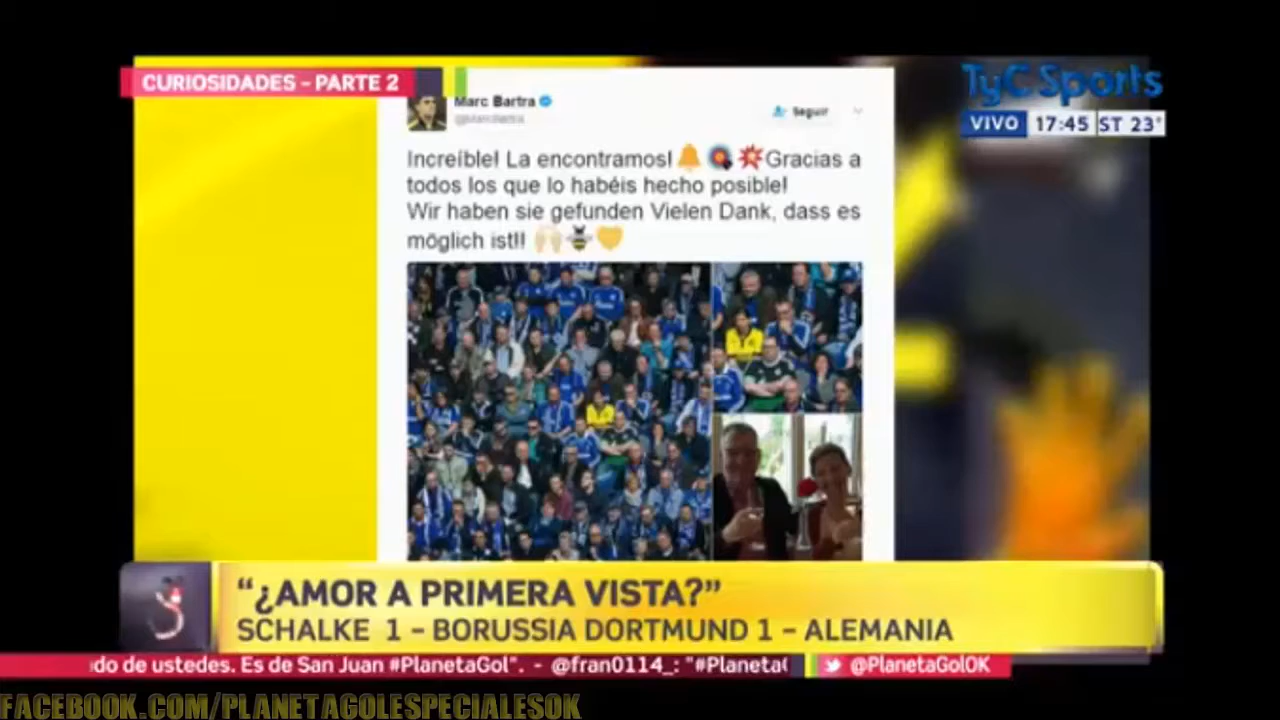 CURIOSIDADES - PARTE 2
TyC Sports
VIVO 17:45 ST 23°
Marc Bartra
Seguir
Increíble! La encontramos! Gracias a
todos los que lo habéis hecho posible!
Wir haben sie gefunden Vielen Dank, dass es
möglich ist!!
"¿AMOR A PRIMERA VISTA?"
SCHALKE 1 - BORUSSIA DORTMUND 1 - ALEMANIA
do de ustedes. Es de San Juan #PlanetaGol". - @fran0114_: "#Planeta
@PlanetaGolOK
FACEBOOK.COM/PLANETAGOLESPECIALESOK